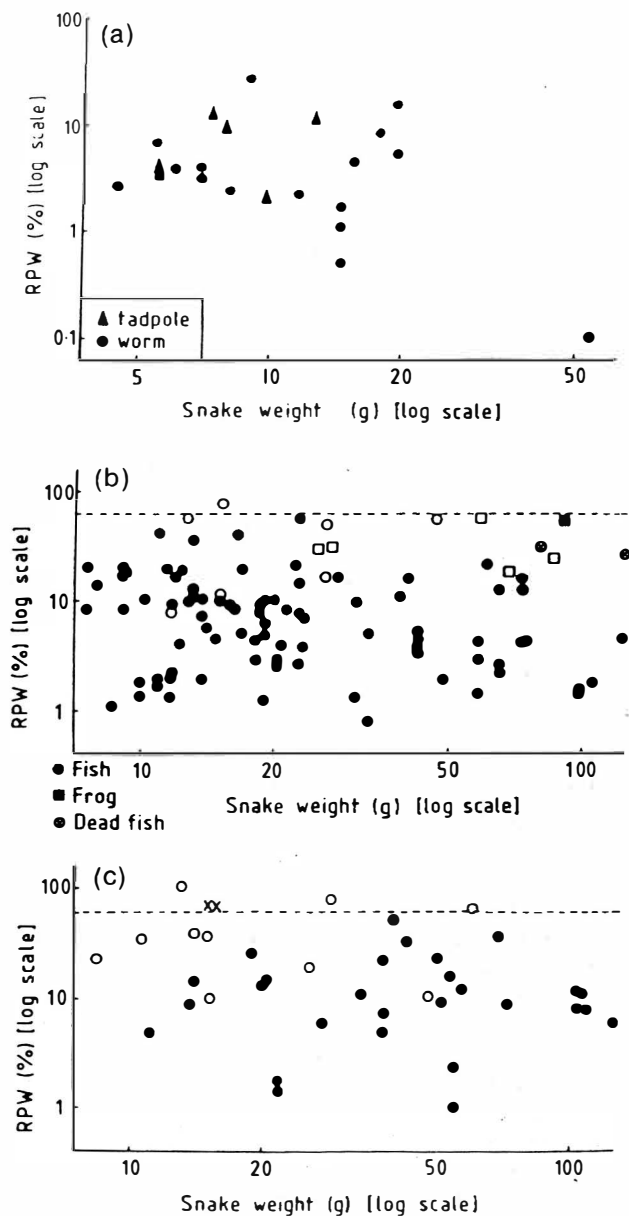 (a)
100
10
1
0·1
RPW (%) [log scale]
▲ tadpole
● worm
5 10 20 50
Snake weight (g) [log scale]
(b)
100
10
1
RPW (%) [log scale]
10 20 50 100
● Fish
■ Frog
⊗ Dead fish
Snake weight (g) [log scale]
(c)
100
10
1
RPW (%) [log scale]
XX
10 20 50 100
Snake weight (g) [log scale]